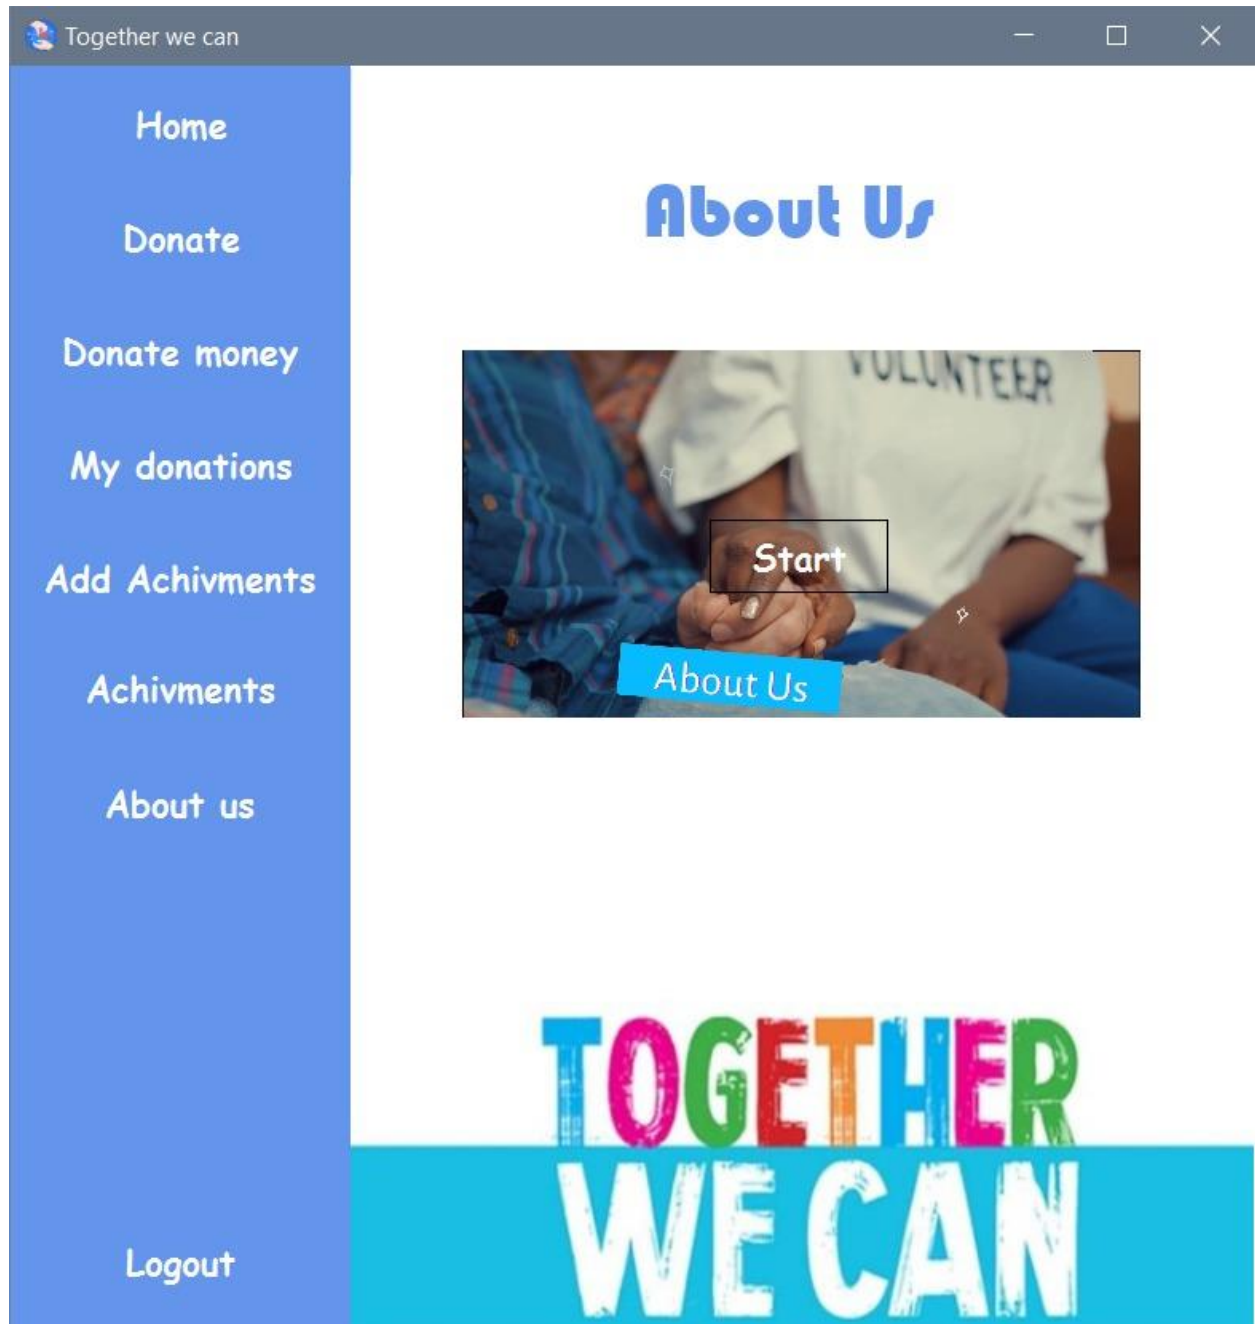 Together we can
Home
Donate
Donate money
My donations
Add Achivments
Achivments
About us
Logout
About Us
VOLUNTEER
Start
About Us
TOGETHER
WE CAN